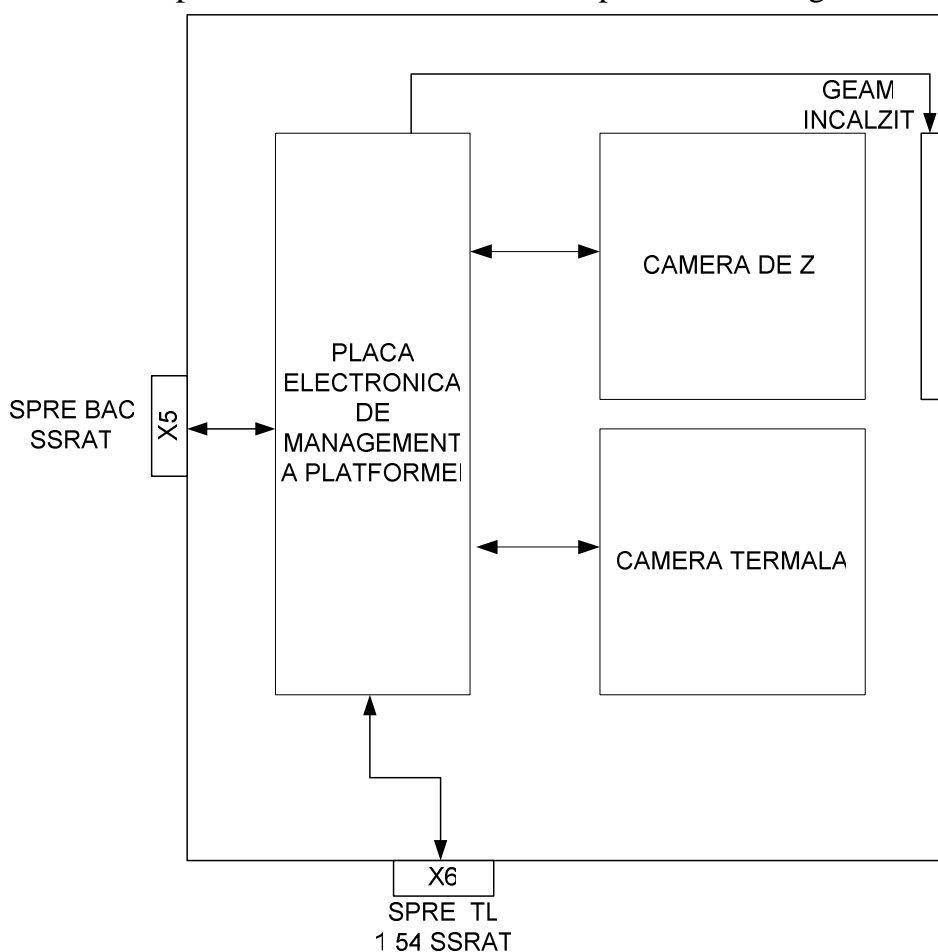 GEAM
INCALZIT
CAMERA DE Z
PLACA
ELECTRONICA
DE
MANAGEMENT
A PLATFORMEI
SPRE BAC
SSRAT
X5
CAMERA TERMALA
X6
SPRE TL
1 54 SSRAT